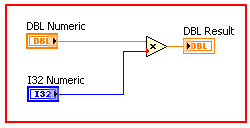 DBL Numeric
DBL
DBL Result
DBL
I32 Numeric
I32